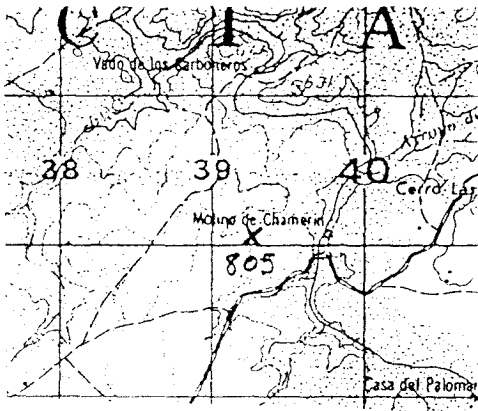 C I A
Vado de los Carboneros
38 39 40
Cerro Las
Molino de Chamerin
X
805
Casa del Palomar